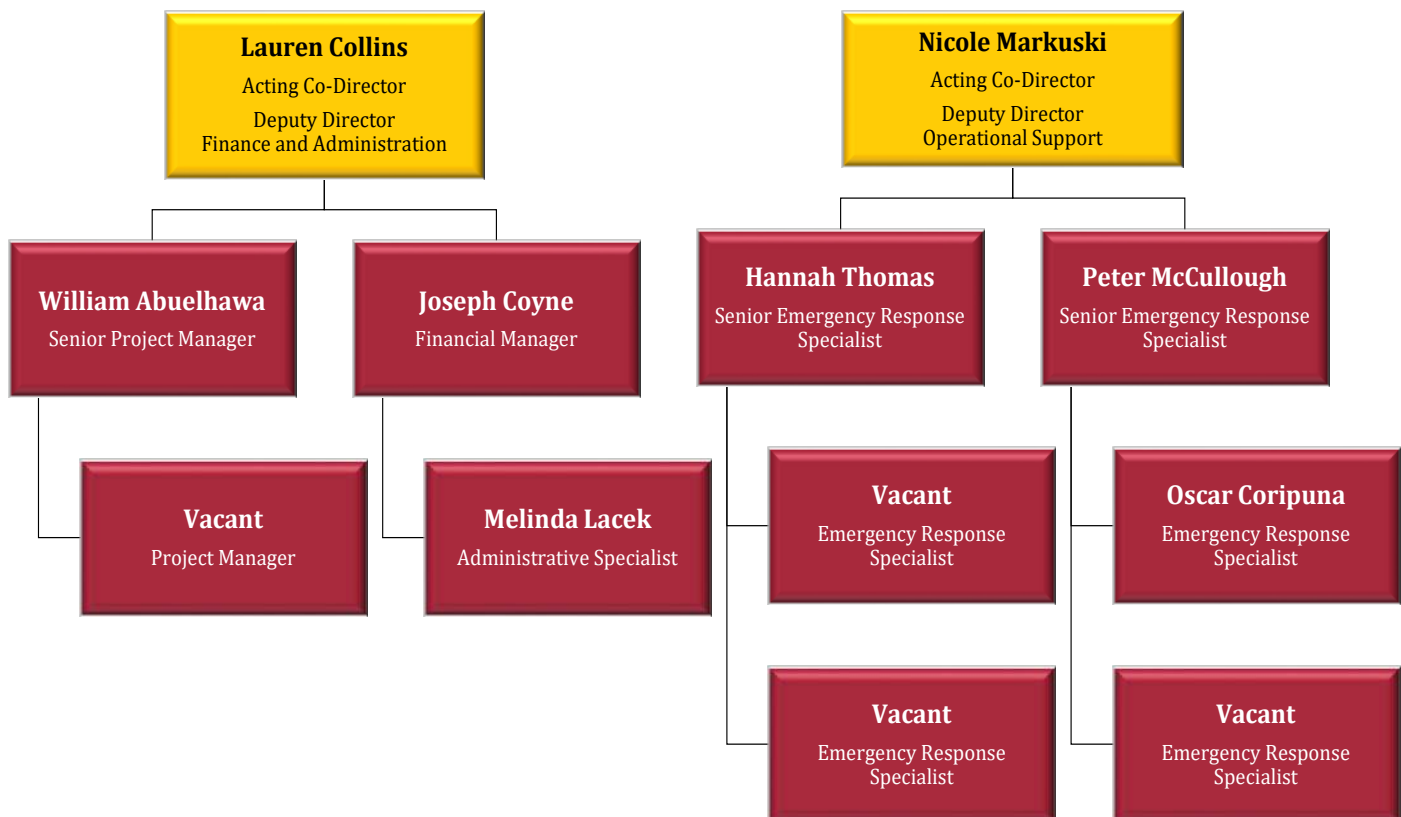 Lauren Collins
Acting Co-Director
Deputy Director
Finance and Administration
Nicole Markuski
Acting Co-Director
Deputy Director
Operational Support
William Abuelhawa
Senior Project Manager
Joseph Coyne
Financial Manager
Hannah Thomas
Senior Emergency Response
Specialist
Peter McCullough
Senior Emergency Response
Specialist
Vacant
Project Manager
Melinda Lacek
Administrative Specialist
Vacant
Emergency Response
Specialist
Oscar Coripuna
Emergency Response
Specialist
Vacant
Emergency Response
Specialist
Vacant
Emergency Response
Specialist